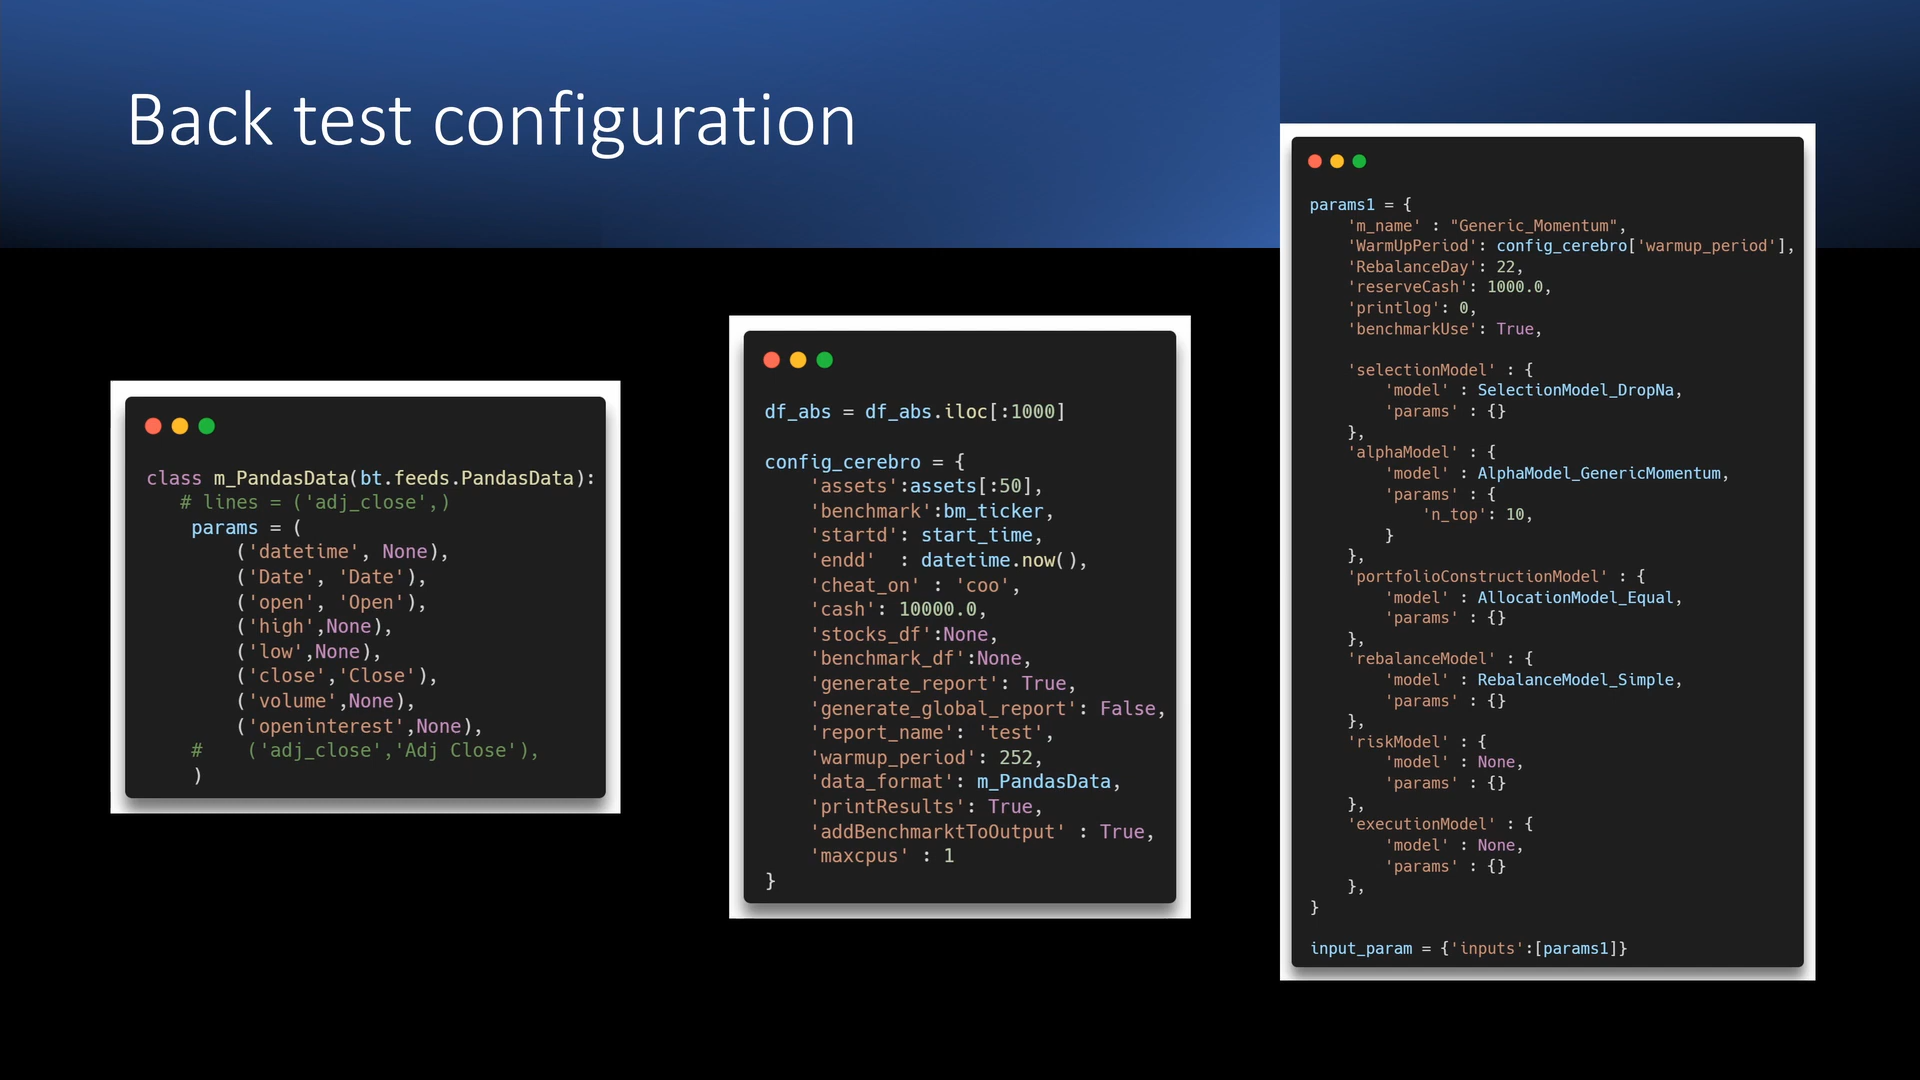 Back test configuration
class m_PandasData(bt.feeds.PandasData):
# lines = ('adj_close',)
params = (
('datetime', None),
('Date', 'Date'),
('open', 'Open'),
('high',None),
('low',None),
('close','Close'),
('volume',None),
('openinterest',None),
# ('adj_close','Adj Close'),
)
df_abs = df_abs.iloc[:1000]
config_cerebro = {
'assets':assets[:50],
'benchmark':bm_ticker,
'startd': start_time,
'endd' : datetime.now(),
'cheat_on' : 'coo',
'cash': 10000.0,
'stocks_df':None,
'benchmark_df':None,
'generate_report': True,
'generate_global_report': False,
'report_name': 'test',
'warmup_period': 252,
'data_format': m_PandasData,
'printResults': True,
'addBenchmarktToOutput' : True,
'maxcpus' : 1
}
params1 = {
'm_name' : "Generic_Momentum",
'WarmUpPeriod': config_cerebro['warmup_period'],
'RebalanceDay': 22,
'reserveCash': 1000.0,
'printlog': 0,
'benchmarkUse': True,
'selectionModel' : {
'model' : SelectionModel_DropNa,
'params' : {}
},
'alphaModel' : {
'model' : AlphaModel_GenericMomentum,
'params' : {
'n_top': 10,
}
},
'portfolioConstructionModel' : {
'model' : AllocationModel_Equal,
'params' : {}
},
'rebalanceModel' : {
'model' : RebalanceModel_Simple,
'params' : {}
},
'riskModel' : {
'model' : None,
'params' : {}
},
'executionModel' : {
'model' : None,
'params' : {}
},
}
input_param = {'inputs':[params1]}